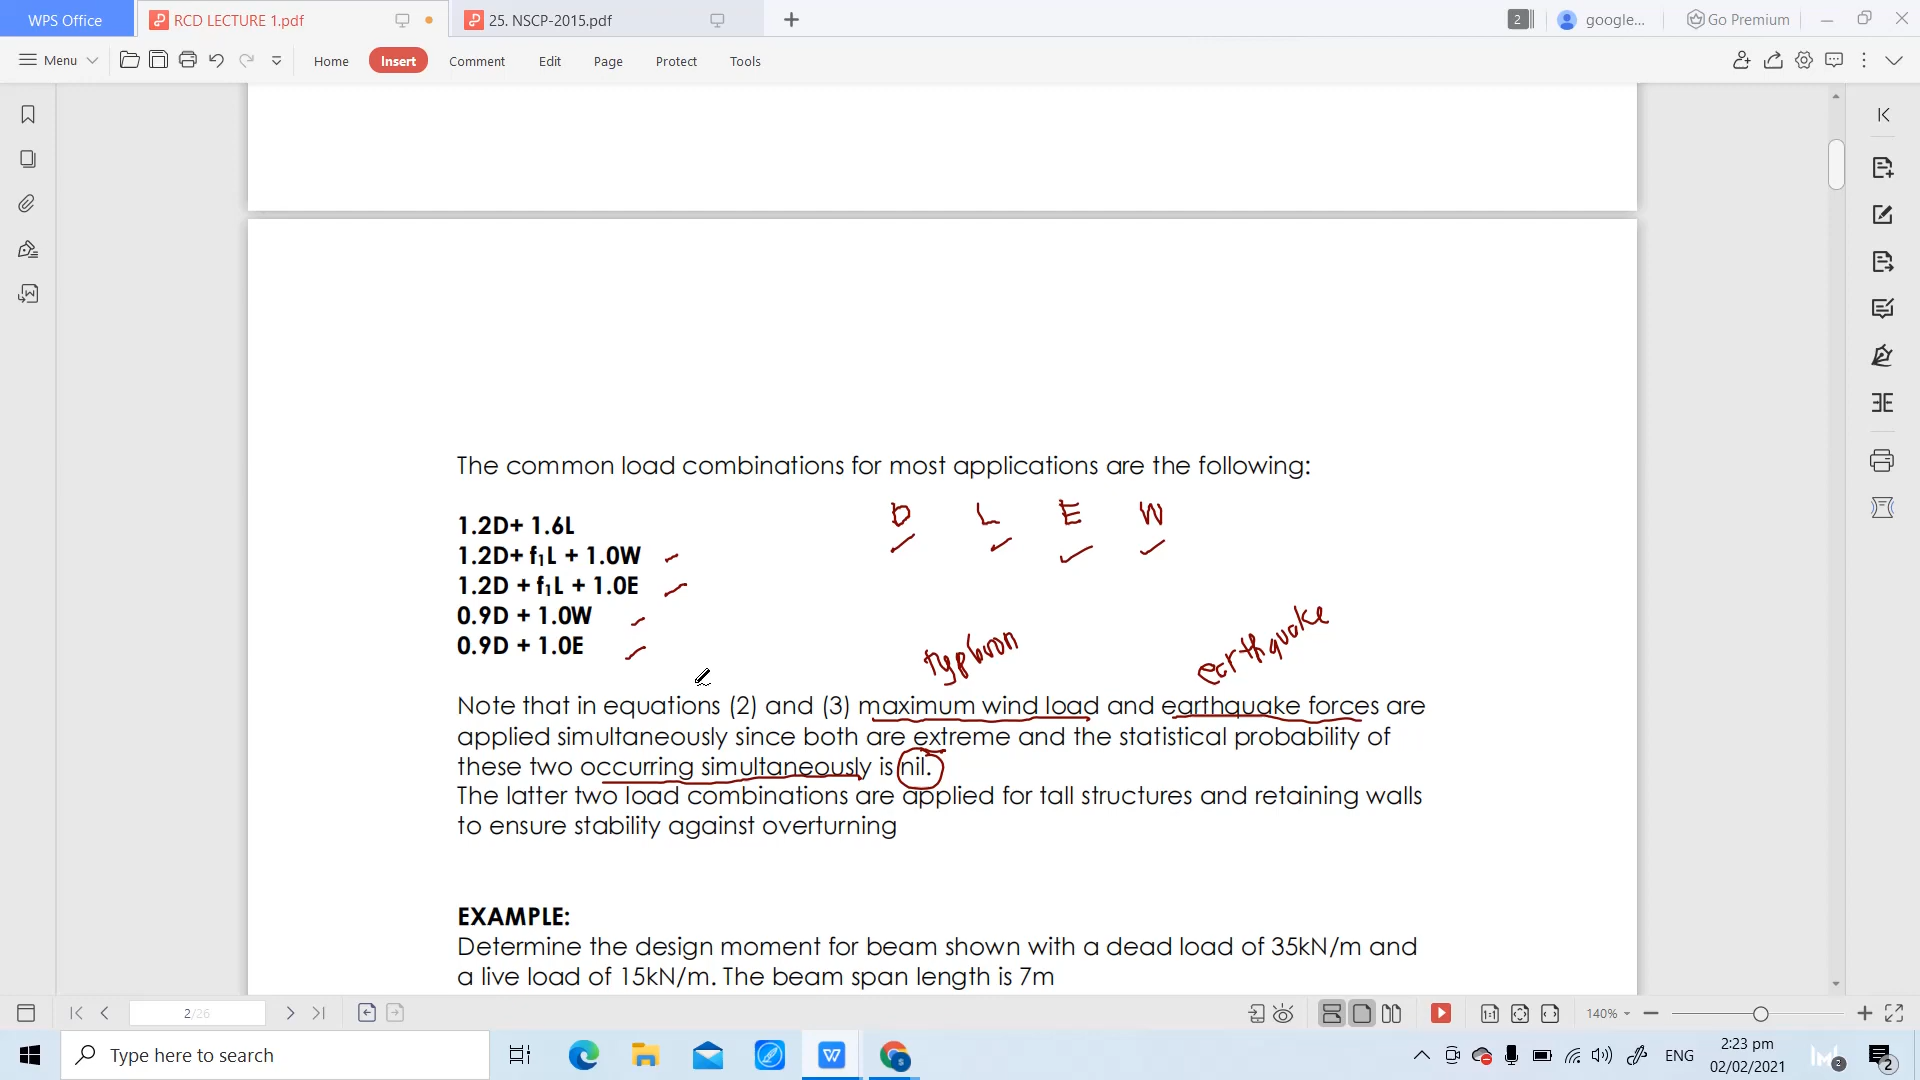 WPS Office
RCD LECTURE 1.pdf
25. NSCP-2015.pdf
2
google...
Go Premium
Menu
Home
Insert
Comment
Edit
Page
Protect
Tools
The common load combinations for most applications are the following:
D L E W
1.2D+ 1.6L
1.2D+ f₁L + 1.0W
1.2D + f₁L + 1.0E
0.9D + 1.0W
0.9D + 1.0E
typhoon
earthquake
Note that in equations (2) and (3) maximum wind load and earthquake forces are
applied simultaneously since both are extreme and the statistical probability of
these two occurring simultaneously is nil.
The latter two load combinations are applied for tall structures and retaining walls
to ensure stability against overturning
EXAMPLE:
Determine the design moment for beam shown with a dead load of 35kN/m and
a live load of 15kN/m. The beam span length is 7m
2/26
1:1
140%
Type here to search
ENG
2:23 pm
02/02/2021
2
2